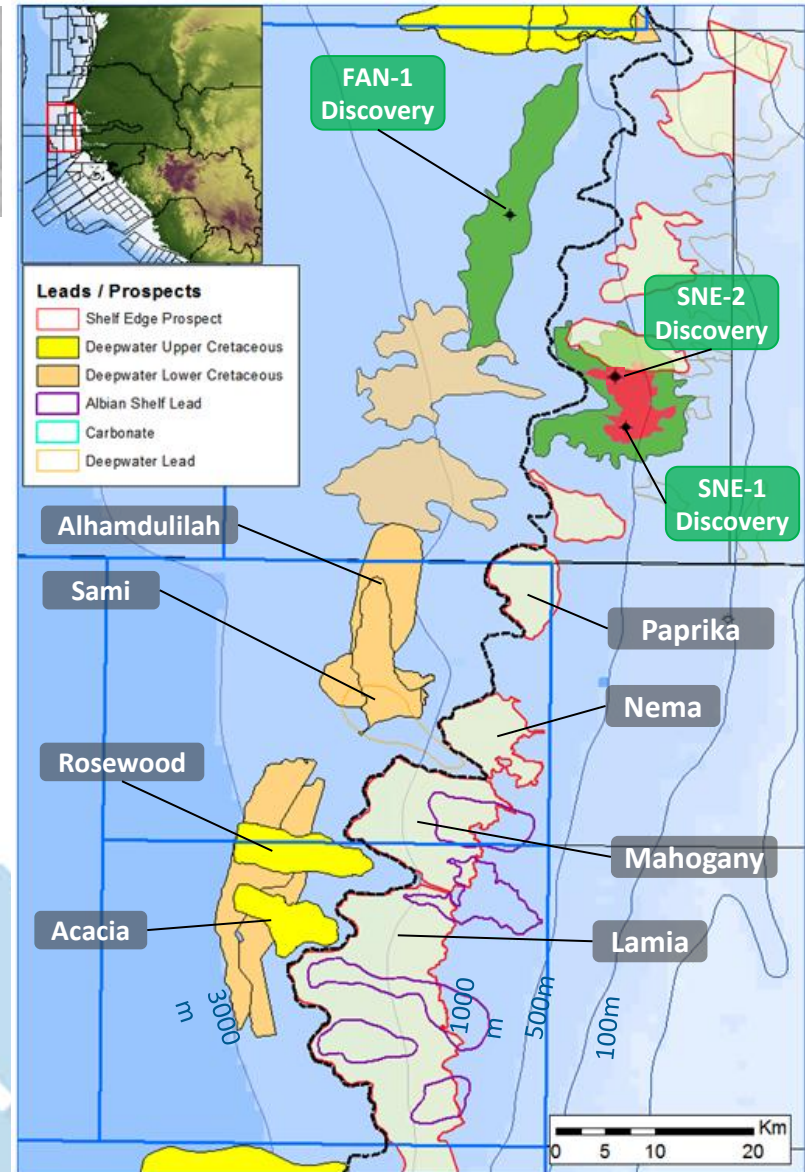 FAN-1
Discovery
Leads / Prospects
Shelf Edge Prospect
Deepwater Upper Cretaceous
Deepwater Lower Cretaceous
Albian Shelf Lead
Carbonate
Deepwater Lead
SNE-2
Discovery
SNE-1
Discovery
Alhamdulilah
Sami
Paprika
Nema
Rosewood
Mahogany
Acacia
Lamia
3000
m
1000
m
500m
100m
Km
0 5 10 20